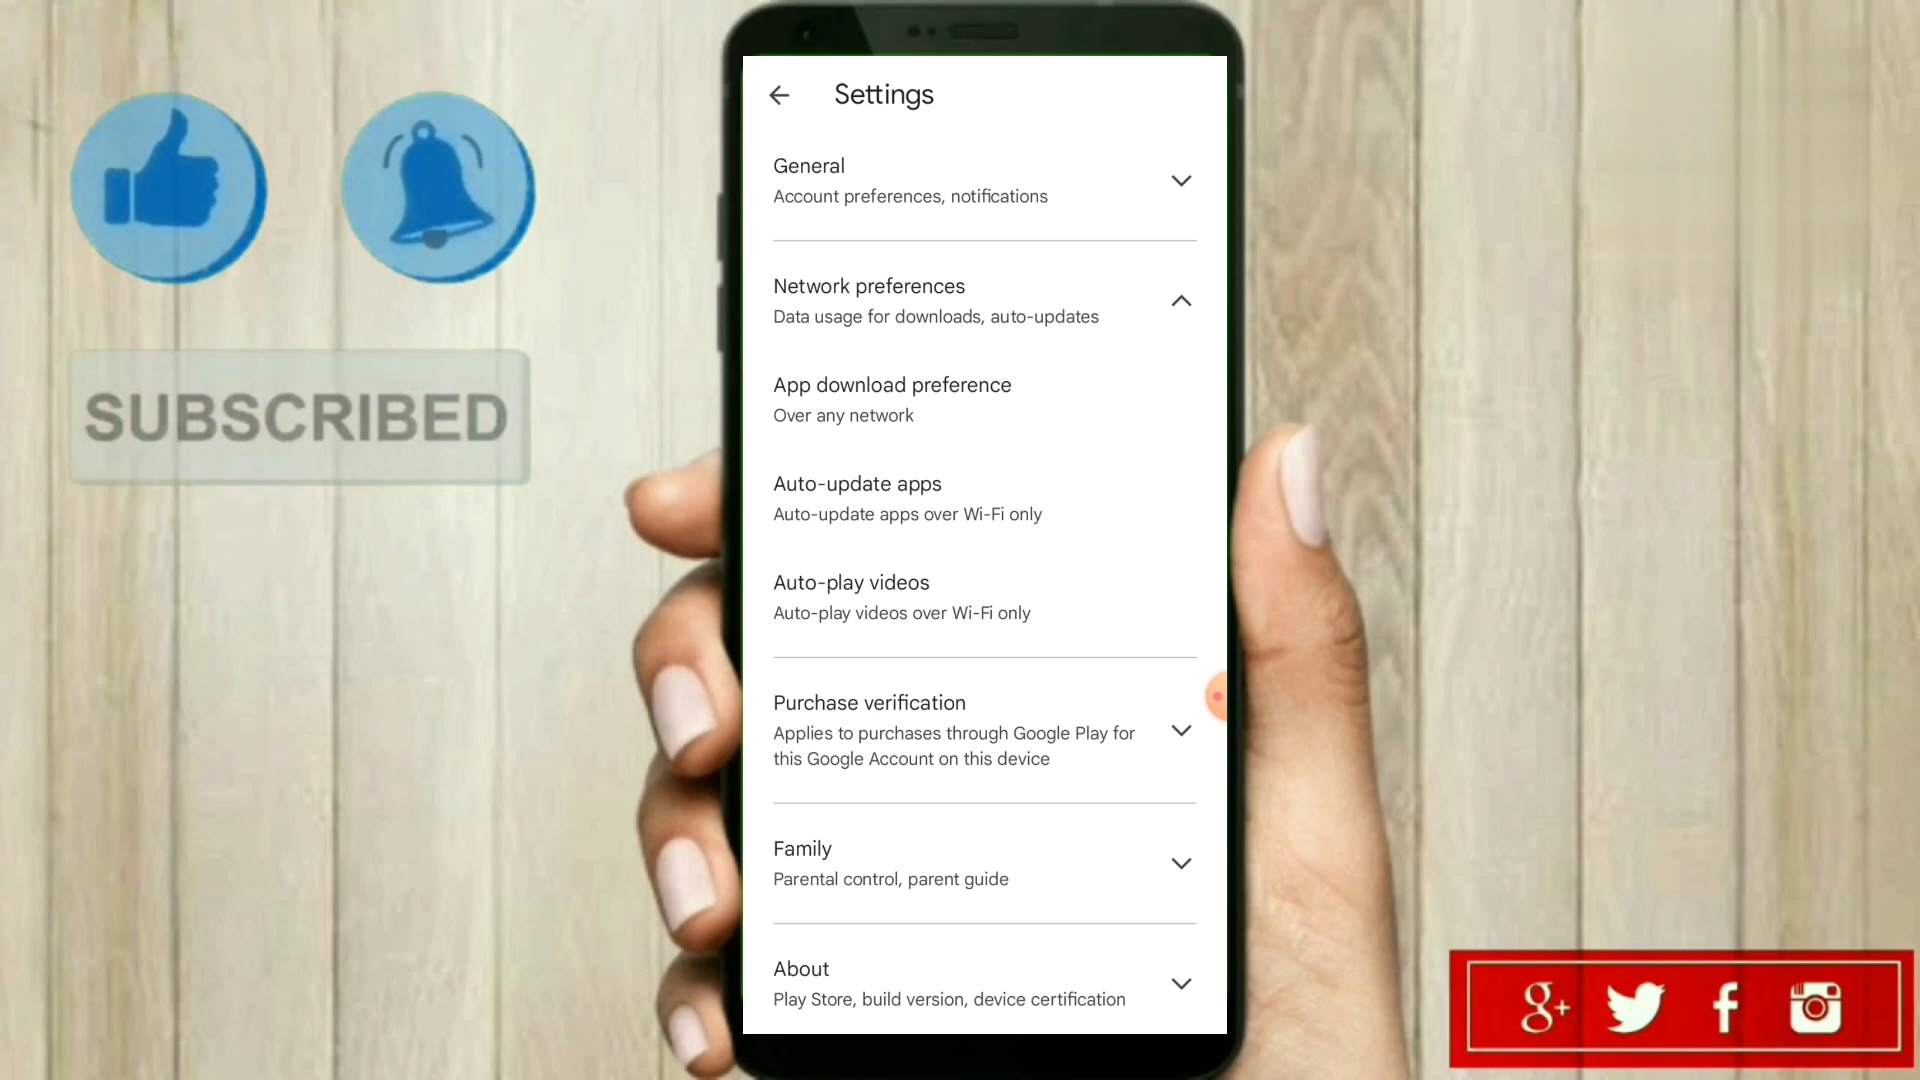 SUBSCRIBED
Settings
General
Account preferences, notifications
Network preferences
Data usage for downloads, auto-updates
App download preference
Over any network
Auto-update apps
Auto-update apps over Wi-Fi only
Auto-play videos
Auto-play videos over Wi-Fi only
Purchase verification
Applies to purchases through Google Play for
this Google Account on this device
Family
Parental control, parent guide
About
Play Store, build version, device certification